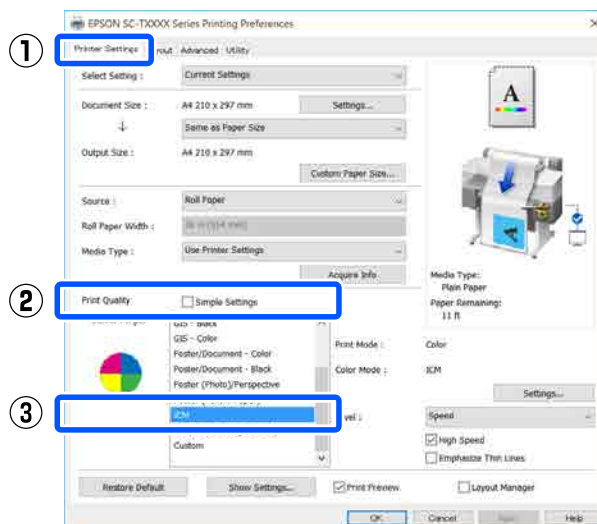 EPSON SC-TXXXX Series Printing Preferences
①
Printer Settings Advanced Utility
Select Setting : Current Settings
Document Size : A4 210 x 297 mm Settings...
Same as Paper Size
Output Size : A4 210 x 297 mm
Custom Paper Size...
Source : Roll Paper
Roll Paper Width :
Media Type : Use Printer Settings
Acquire Info
A
Media Type:
Plain Paper
Paper Remaining:
11 ft
②
Print Quality Simple Settings
GIS - Color
Poster/Document - Color
Poster/Document - Black
Poster (Photo)/Perspective
③
ICM
Custom
Print Mode : Color
Color Mode : ICM
Settings...
Speed
High Speed
Emphasize Thin Lines
Restore Default Show Settings... Print Preview Layout Manager
OK Cancel Help